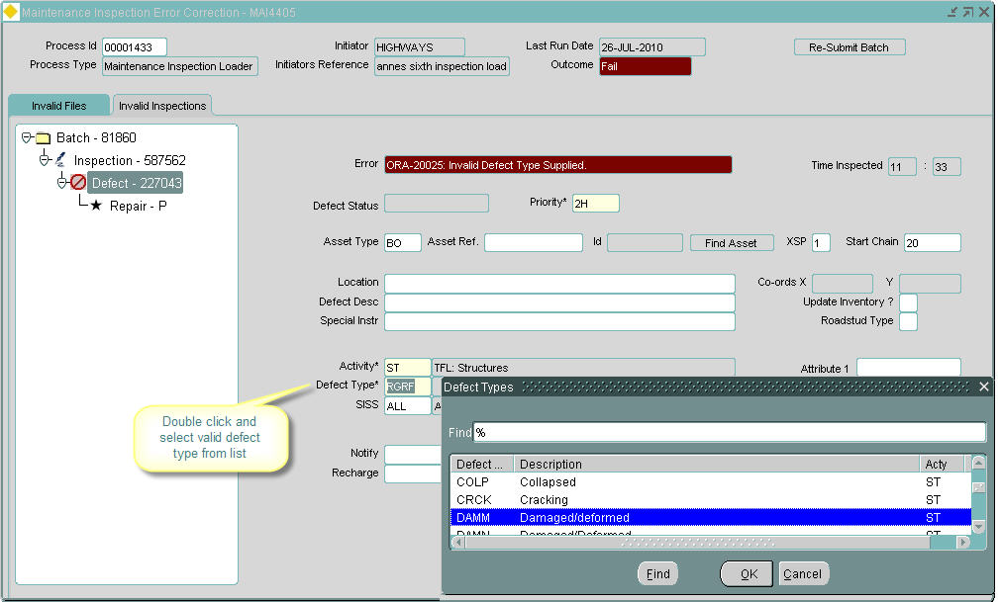 Maintenance Inspection Error Correction - MAI4405
Process Id 00001433 Initiator HIGHWAYS Last Run Date 26-JUL-2010 Re-Submit Batch
Process Type Maintenance Inspection Loader Initiators Reference annes sixth inspection load Outcome Fail
Invalid Files Invalid Inspections
Batch - 81860
Inspection - 587562
Defect - 227043
Repair - P
Error ORA-20025: Invalid Defect Type Supplied. Time Inspected 11 : 33
Defect Status Priority* 2H
Asset Type BO Asset Ref. Id Find Asset XSP 1 Start Chain 20
Location Co-ords X Y
Defect Desc Update Inventory ?
Special Instr Roadstud Type
Activity* ST TFL: Structures Attribute 1
Defect Type* RGRF
SISS ALL A
Notify
Recharge
Double click and
select valid defect
type from list
Defect Types
Find %
Defect ... Description Acty
COLP Collapsed ST
CRCK Cracking ST
DAMM Damaged/deformed ST
DAMN Damaged/Deformed ST
Find OK Cancel